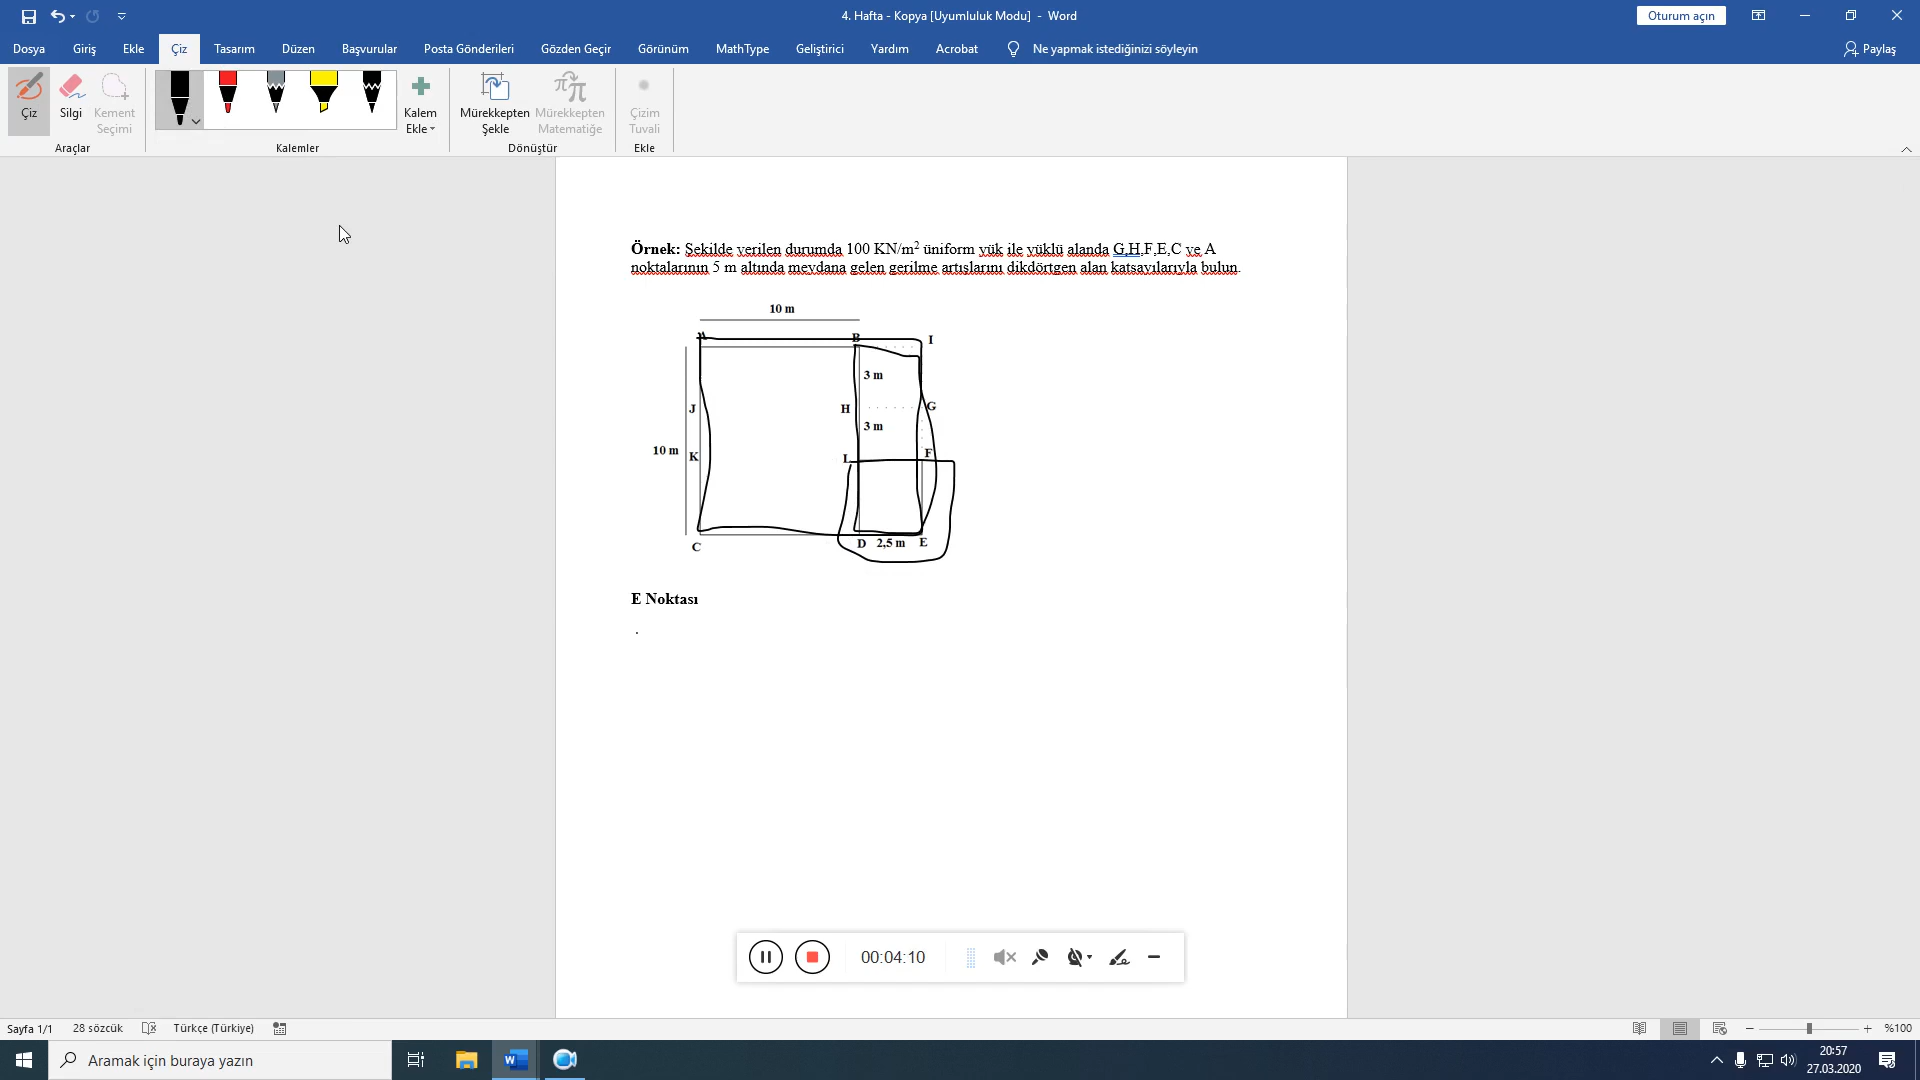 4. Hafta - Kopya [Uyumluluk Modu] - Word
Oturum açın
Dosya Giriş Ekle Çiz Tasarım Düzen Başvurular Posta Gönderileri Gözden Geçir Görünüm MathType Geliştirici Yardım Acrobat Ne yapmak istediğinizi söyleyin Paylaş
Çiz Silgi Kement Seçimi
Kalem Ekle
Mürekkepten Şekle Mürekkepten Matematiğe
Çizim Tuvali
Araçlar Kalemler Dönüştür Ekle
Örnek: Şekilde verilen durumda 100 KN/m² üniform yük ile yüklü alanda G,H,F,E,C ve A
noktalarının 5 m altında meydana gelen gerilme artışlarını dikdörtgen alan katsayılarıyla bulun.
10 m
A B I
3 m
J H G
3 m
10 m K L F
C D 2,5 m E
E Noktası
.
00:04:10
Sayfa 1/1 28 sözcük Türkçe (Türkiye) %100
Aramak için buraya yazın
20:57
27.03.2020